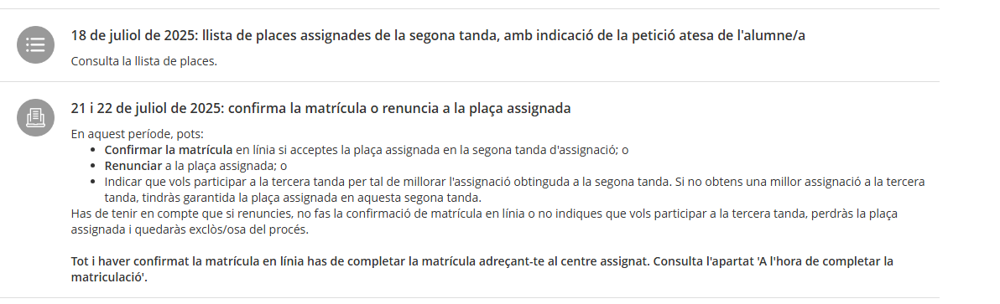 18 de juliol de 2025: llista de places assignades de la segona tanda, amb indicació de la petició atesa de l'alumne/a
Consulta la llista de places.
21 i 22 de juliol de 2025: confirma la matrícula o renuncia a la plaça assignada
En aquest període, pots:
• Confirmar la matrícula en línia si acceptes la plaça assignada en la segona tanda d'assignació; o
• Renunciar a la plaça assignada; o
• Indicar que vols participar a la tercera tanda per tal de millorar l'assignació obtinguda a la segona tanda. Si no obtens una millor assignació a la tercera
tanda, tindràs garantida la plaça assignada en aquesta segona tanda.
Has de tenir en compte que si renuncies, no fas la confirmació de matrícula en línia o no indiques que vols participar a la tercera tanda, perdràs la plaça
assignada i quedaràs exclòs/osa del procés.
Tot i haver confirmat la matrícula en línia has de completar la matrícula adreçant-te al centre assignat. Consulta l'apartat 'A l'hora de completar la
matriculació'.